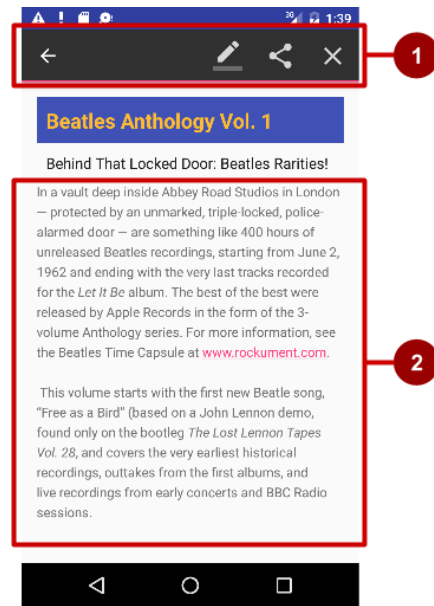 3G 1:39
1
Beatles Anthology Vol. 1
Behind That Locked Door: Beatles Rarities!
In a vault deep inside Abbey Road Studios in London
— protected by an unmarked, triple-locked, police-
alarmed door — are something like 400 hours of
unreleased Beatles recordings, starting from June 2,
1962 and ending with the very last tracks recorded
for the Let It Be album. The best of the best were
released by Apple Records in the form of the 3-
volume Anthology series. For more information, see
the Beatles Time Capsule at www.rockument.com.
2
This volume starts with the first new Beatle song,
“Free as a Bird” (based on a John Lennon demo,
found only on the bootleg The Lost Lennon Tapes
Vol. 28, and covers the very earliest historical
recordings, outtakes from the first albums, and
live recordings from early concerts and BBC Radio
sessions.